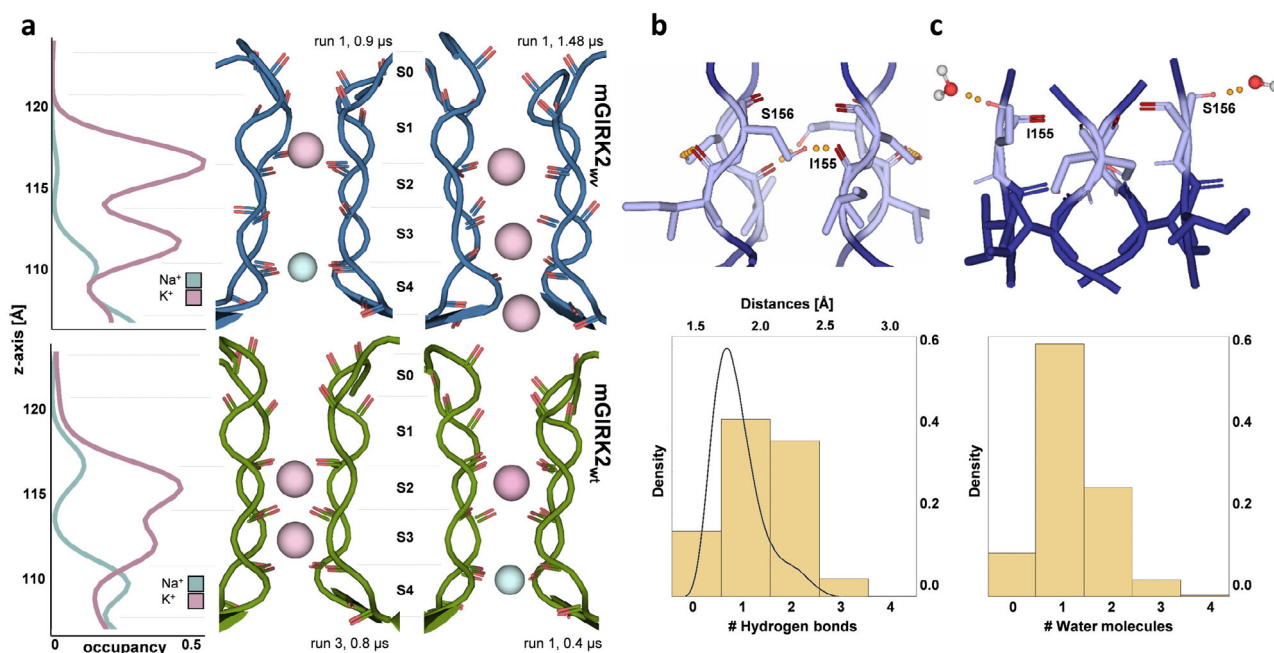 a
b
c
run 1, 0.9 µs
run 1, 1.48 µs
mGIRK2wv
S0
S1
S2
S3
S4
120
115
110
Na+
K+
z-axis [Å]
mGIRK2wt
S0
S1
S2
S3
S4
120
115
110
Na+
K+
0
0.5
occupancy
run 3, 0.8 µs
run 1, 0.4 µs
S156
I155
Distances [Å]
1.5 2.0 2.5 3.0
0.6
0.4
0.2
0.0
Density
0 1 2 3 4
# Hydrogen bonds
S156
I155
0.6
0.4
0.2
0.0
Density
0 1 2 3 4
# Water molecules